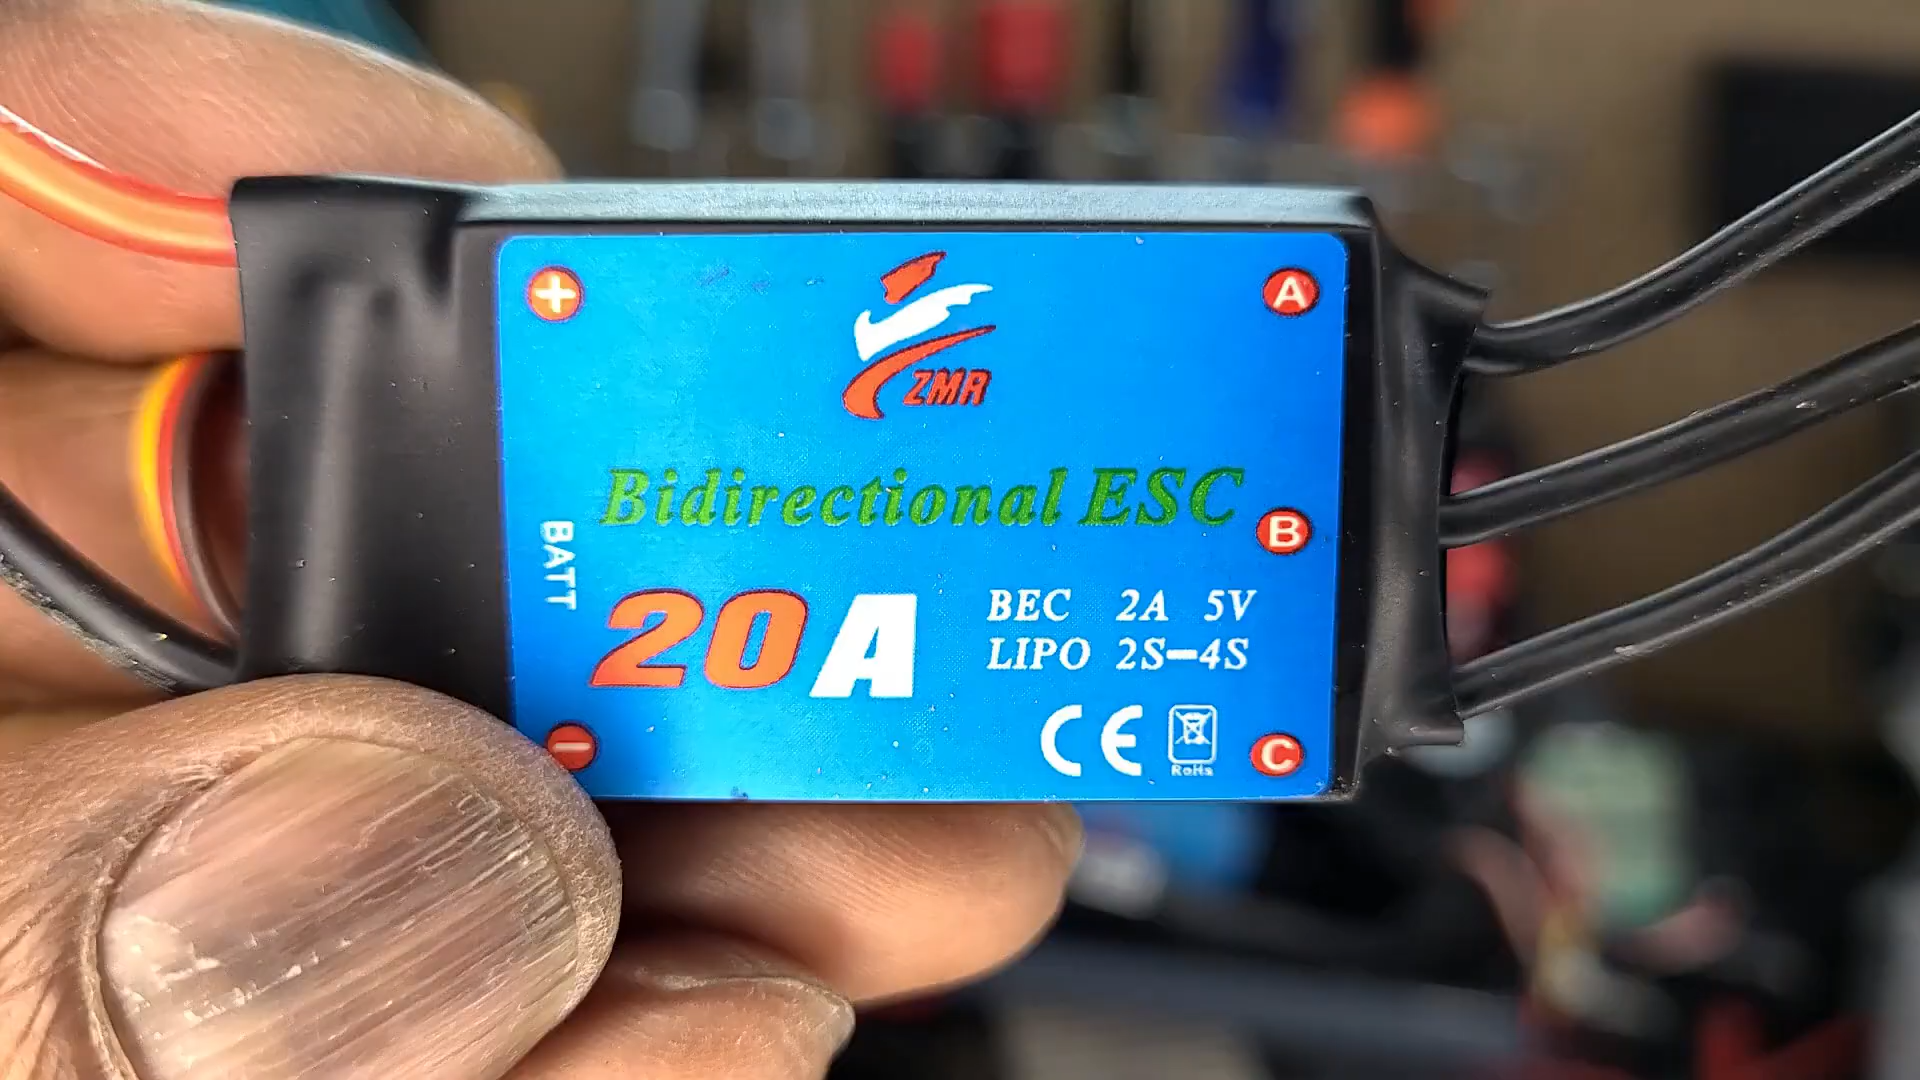 +
A
ZMR
Bidirectional ESC
B
BATT
20A
BEC 2A 5V
LIPO 2S-4S
−
CE
RoHs
C